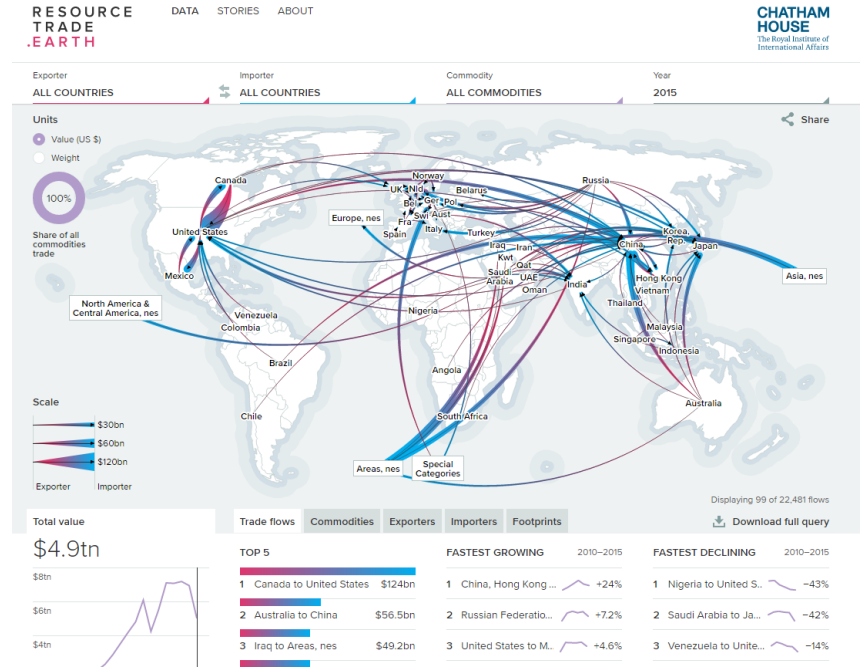 RESOURCE
TRADE
.EARTH
DATA
STORIES
ABOUT
CHATHAM
HOUSE
The Royal Institute of
International Affairs
Exporter
ALL COUNTRIES
Importer
ALL COUNTRIES
Commodity
ALL COMMODITIES
Year
2015
Units
Value (US $)
Weight
100%
Share of all
commodities
trade
Share
Canada
United States
Mexico
North America &
Central America, nes
Venezuela
Colombia
Brazil
Chile
Norway
UK
Nld
Belarus
Bel
Ger
Pol
Europe, nes
Fra
Swi
Aust
Spain
Italy
Turkey
Russia
Iraq
Iran
Kwt
Qat
Saudi
Arabia
UAE
Oman
India
China
Korea,
Rep.
Japan
Asia, nes
Hong Kong
Vietnam
Thailand
Malaysia
Singapore
Indonesia
Australia
Nigeria
Angola
South Africa
Areas, nes
Special
Categories
Scale
$30bn
$60bn
$120bn
Exporter
Importer
Displaying 99 of 22,481 flows
Total value
$4.9tn
$8tn
$6tn
$4tn
Trade flows
Commodities
Exporters
Importers
Footprints
Download full query
TOP 5
1 Canada to United States $124bn
2 Australia to China $56.5bn
3 Iraq to Areas, nes $49.2bn
FASTEST GROWING 2010–2015
1 China, Hong Kong ... +24%
2 Russian Federatio... +7.2%
3 United States to M... +4.6%
FASTEST DECLINING 2010–2015
1 Nigeria to United S.. −43%
2 Saudi Arabia to Ja... −42%
3 Venezuela to Unite... −14%